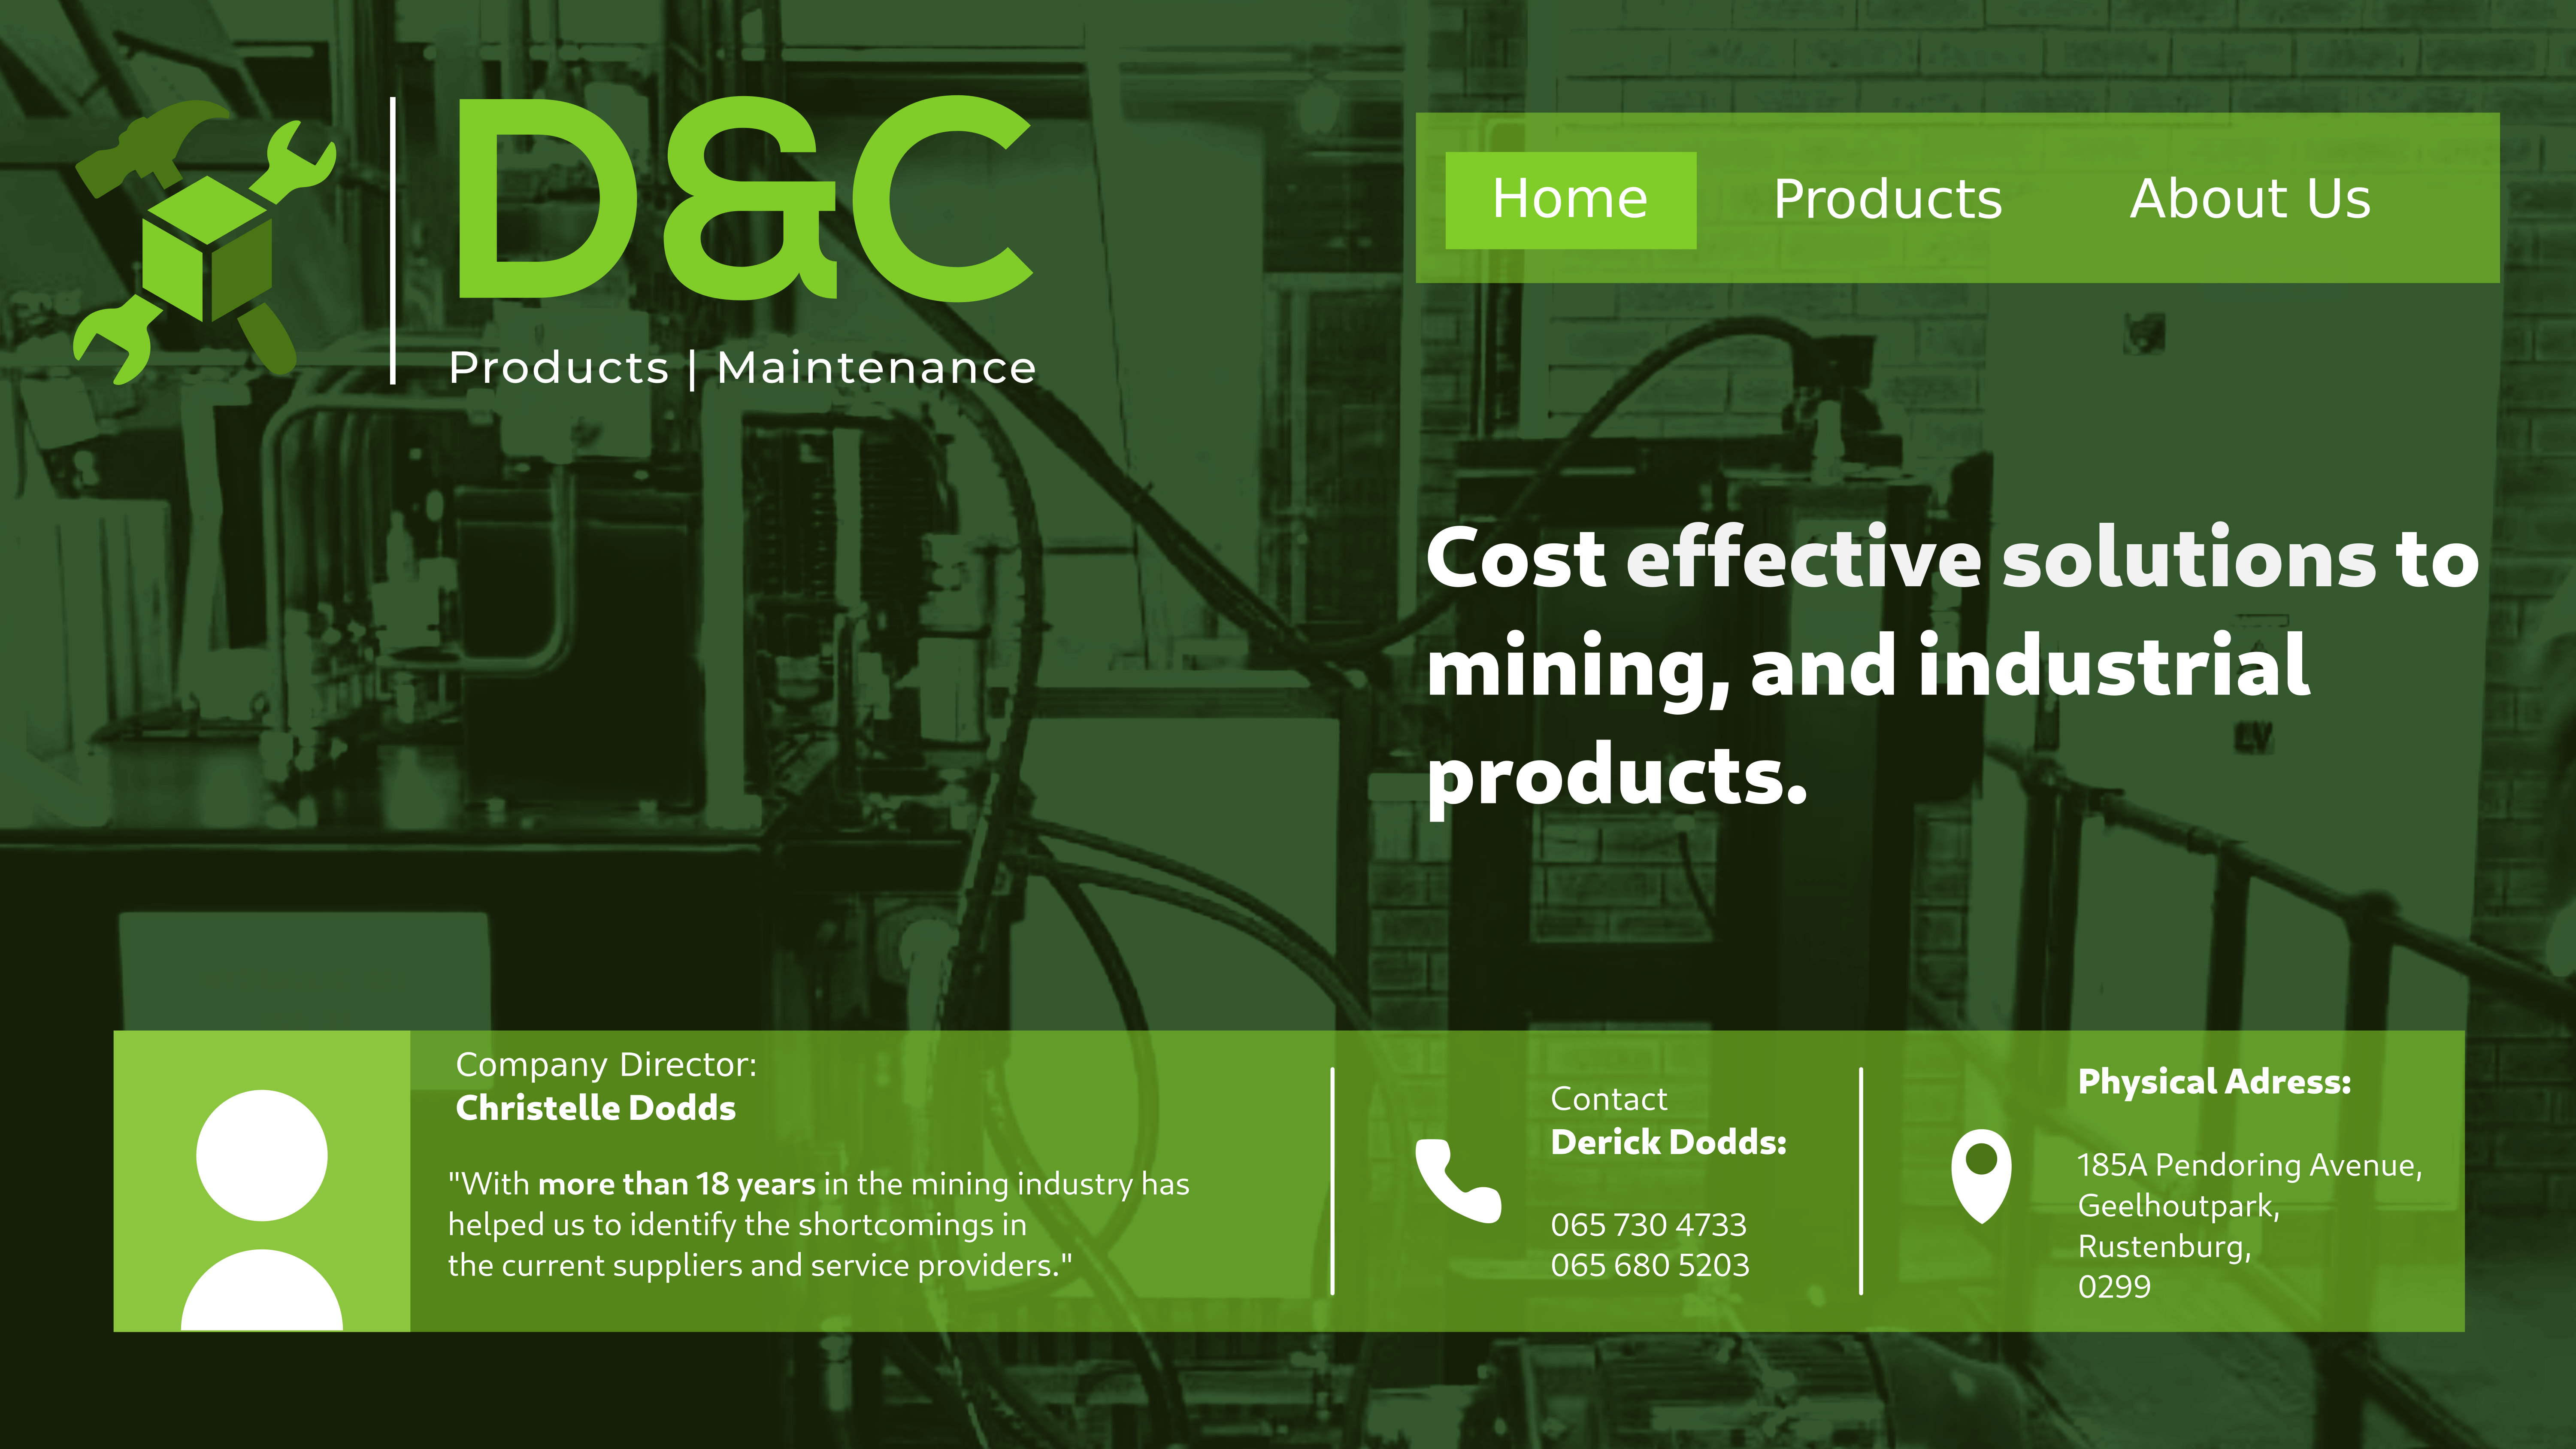 D&C
Products | Maintenance
Home
Products
About Us
Cost effective solutions to
mining, and industrial
products.
Company Director:
Christelle Dodds
"With more than 18 years in the mining industry has
helped us to identify the shortcomings in
the current suppliers and service providers."
Contact
Derick Dodds:
065 730 4733
065 680 5203
Physical Adress:
185A Pendoring Avenue,
Geelhoutpark,
Rustenburg,
0299